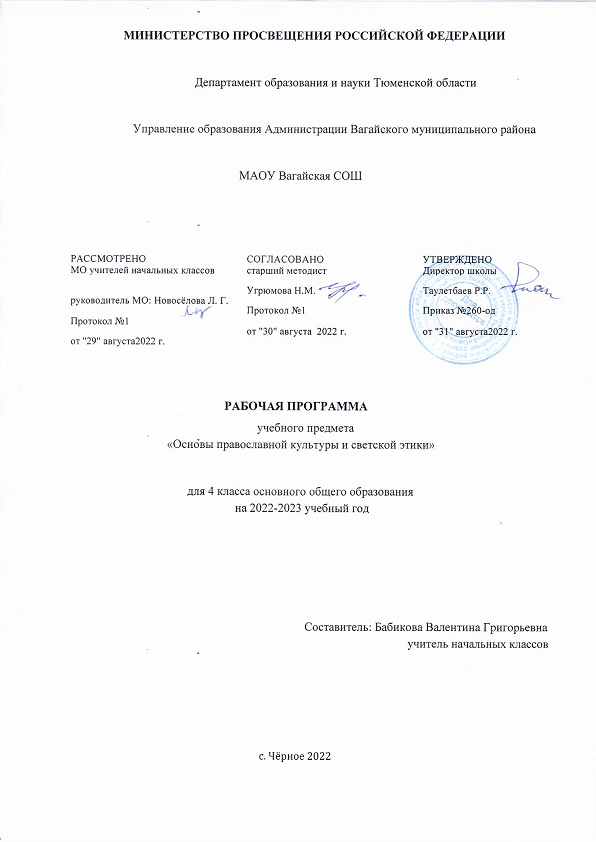 МИНИСТЕРСТВО ПРОСВЕЩЕНИЯ РОССИЙСКОЙ ФЕДЕРАЦИИ
Департамент образования и науки Тюменской области
Управление образования Администрации Вагайского муниципального района
МАОУ Вагайская СОШ
РАССМОТРЕНО
МО учителей начальных классов
руководитель МО: Новосёлова Л. Г.
Протокол №1
от "29" августа2022 г.
СОГЛАСОВАНО
старший методист
Угрюмова Н.М.
Протокол №1
от "30" августа 2022 г.
УТВЕРЖДЕНО
Директор школы
Таулетбаев Р.Р.
Приказ №260-од
от "31" августа2022 г.
Для
РАБОЧАЯ ПРОГРАММА
учебного предмета
«Основы православной культуры и светской этики»
для 4 класса основного общего образования
на 2022-2023 учебный год
Составитель: Бабикова Валентина Григорьевна
учитель начальных классов
с. Чёрное 2022